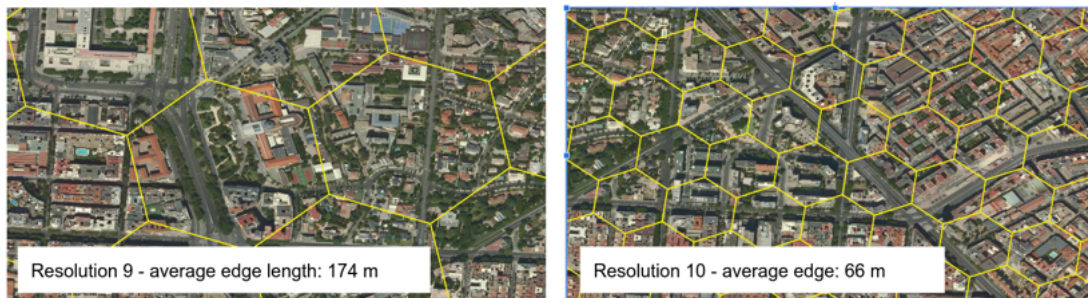 Resolution 9 - average edge length: 174 m
Resolution 10 - average edge: 66 m